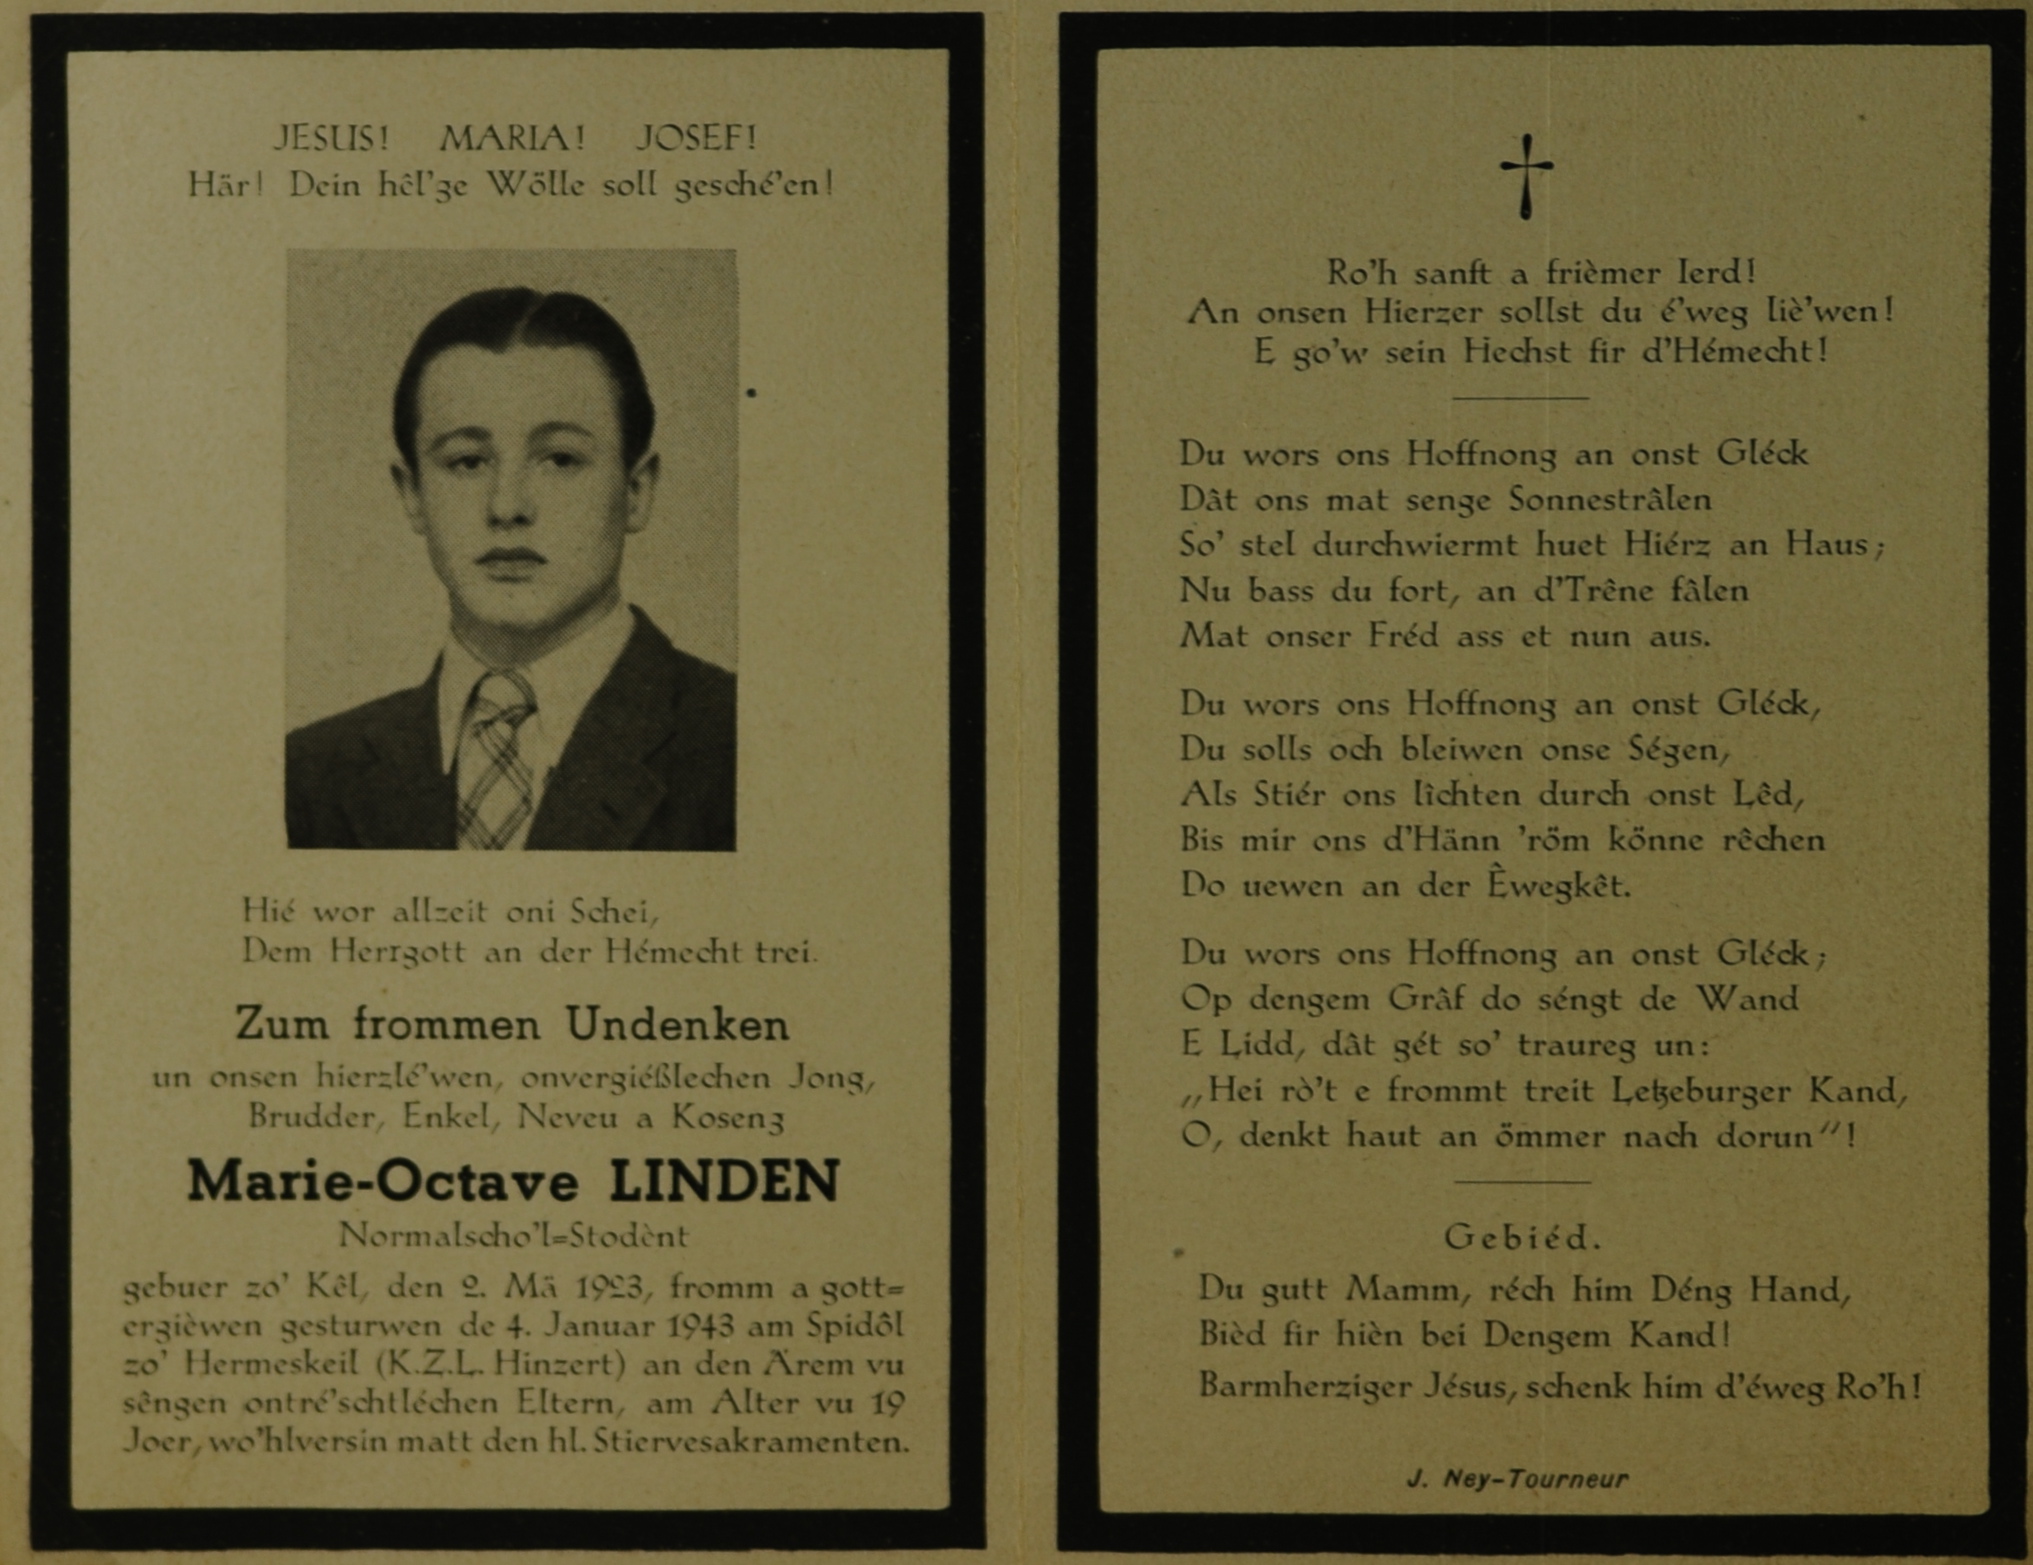 JESUS! MARIA! JOSEF!
Här! Dein hêl'ge Wölle soll gesché'en!
Hié wor allzeit oni Schei,
Dem Herrgott an der Hémecht trei.
Zum frommen Undenken
un onsen hierzlé'wen, onvergiéßlechen Jong,
Brudder, Enkel, Neveu a Koseng
Marie-Octave LINDEN
Normalscho'l=Stodènt
gebuer zo' Kêl, den 2. Mä 1923, fromm a gott=
ergièwen gesturwen de 4. Januar 1943 am Spidôl
zo' Hermeskeil (K.Z.L. Hinzert) an den Ärem vu
sêngen ontré'schtléchen Eltern, am Alter vu 19
Joer, wo'hlversin matt den hl. Stiervesakramenten.
Ro'h sanft a frièmer Ierd!
An onsen Hierzer sollst du é'weg liè'wen!
E go'w sein Hechst fir d'Hémecht!
Du wors ons Hoffnong an onst Gléck
Dât ons mat senge Sonnestrâlen
So' stel durchwiermt huet Hiérz an Haus;
Nu bass du fort, an d'Trêne fàlen
Mat onser Fréd ass et nun aus.
Du wors ons Hoffnong an onst Gléck,
Du solls och bleiwen onse Ségen,
Als Stiér ons lîchten durch onst Lêd,
Bis mir ons d'Hänn 'röm könne rêchen
Do uewen an der Êwegkêt.
Du wors ons Hoffnong an onst Gléck;
Op dengem Grâf do séngt de Wand
E Lidd, dât gét so' traureg un:
„Hei rò't e frommt treit Letzeburger Kand,
O, denkt haut an ömmer nach dorun"!
Gebiéd.
Du gutt Mamm, réch him Déng Hand,
Bièd fir hièn bei Dengem Kand!
Barmherziger Jésus, schenk him d'éweg Ro'h!
J. Ney-Tourneur